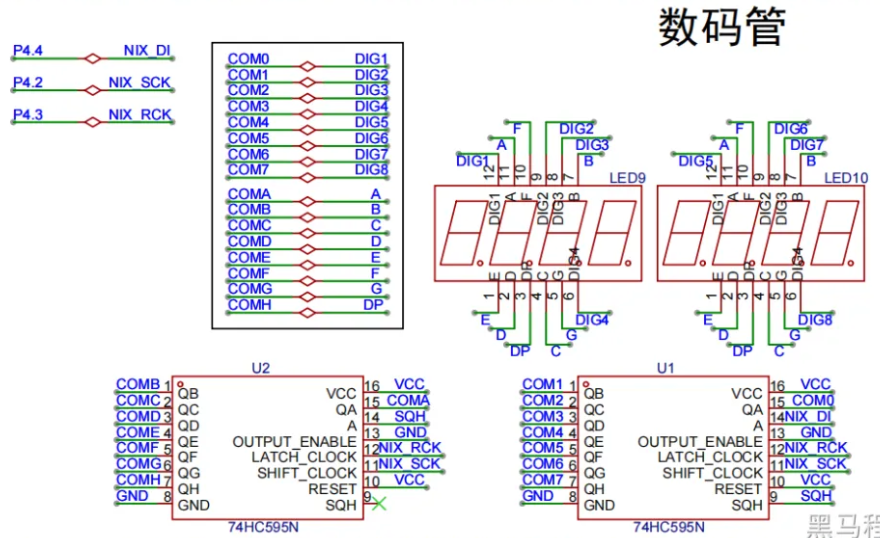 数码管
P4.4 NIX_DI
P4.2 NIX_SCK
P4.3 NIX_RCK
COM0 DIG1
COM1 DIG2
COM2 DIG3
COM3 DIG4
COM4 DIG5
COM5 DIG6
COM6 DIG7
COM7 DIG8
COMA A
COMB B
COMC C
COMD D
COME E
COMF F
COMG G
COMH DP
F DIG2
A DIG3
DIG1 B
12 11 10 9 8 7
LED9
DIG1 A F DIG2 DIG3 B
E D DP C G DIG4
1 2 3 4 5 6
E DIG4
D G
DP C
F DIG6
A DIG7
DIG5 B
12 11 10 9 8 7
LED10
DIG1 A F DIG2 DIG3 B
E D DP C G DIG4
1 2 3 4 5 6
E DIG8
D G
DP C
U2
COMB 1 QB VCC 16 VCC
COMC 2 QC QA 15 COMA
COMD 3 QD A 14 SQH
COME 4 QE OUTPUT_ENABLE 13 GND
COMF 5 QF LATCH_CLOCK 12 NIX_RCK
COMG 6 QG SHIFT_CLOCK 11 NIX_SCK
COMH 7 QH RESET 10 VCC
GND 8 GND SQH 9
74HC595N
U1
COM1 1 QB VCC 16 VCC
COM2 2 QC QA 15 COM0
COM3 3 QD A 14 NIX_DI
COM4 4 QE OUTPUT_ENABLE 13 GND
COM5 5 QF LATCH_CLOCK 12 NIX_RCK
COM6 6 QG SHIFT_CLOCK 11 NIX_SCK
COM7 7 QH RESET 10 VCC
GND 8 GND SQH 9 SQH
74HC595N
黑马程